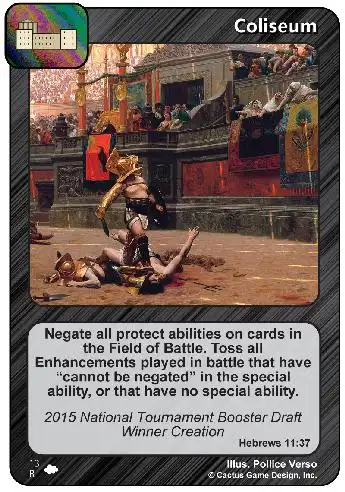 Coliseum
Negate all protect abilities on cards in
the Field of Battle. Toss all
Enhancements played in battle that have
“cannot be negated” in the special
ability, or that have no special ability.
2015 National Tournament Booster Draft
Winner Creation
Hebrews 11:37
Illus. Pollice Verso
© Cactus Game Design, Inc.
13
R